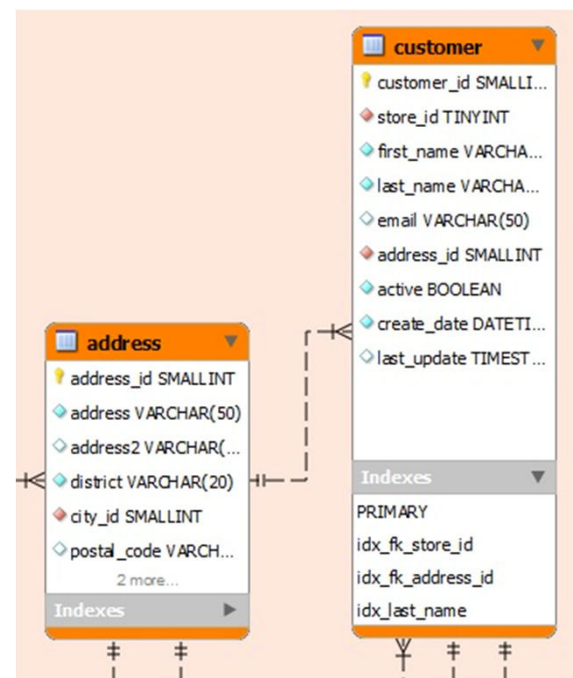 customer
customer_id SMALLI...
store_id TINYINT
first_name VARCHA...
last_name VARCHA...
email VARCHAR(50)
address_id SMALLINT
active BOOLEAN
create_date DATETI...
last_update TIMEST...
Indexes
PRIMARY
idx_fk_store_id
idx_fk_address_id
idx_last_name
address
address_id SMALLINT
address VARCHAR(50)
address2 VARCHAR(...
district VARCHAR(20)
city_id SMALLINT
postal_code VARCH...
2 more...
Indexes